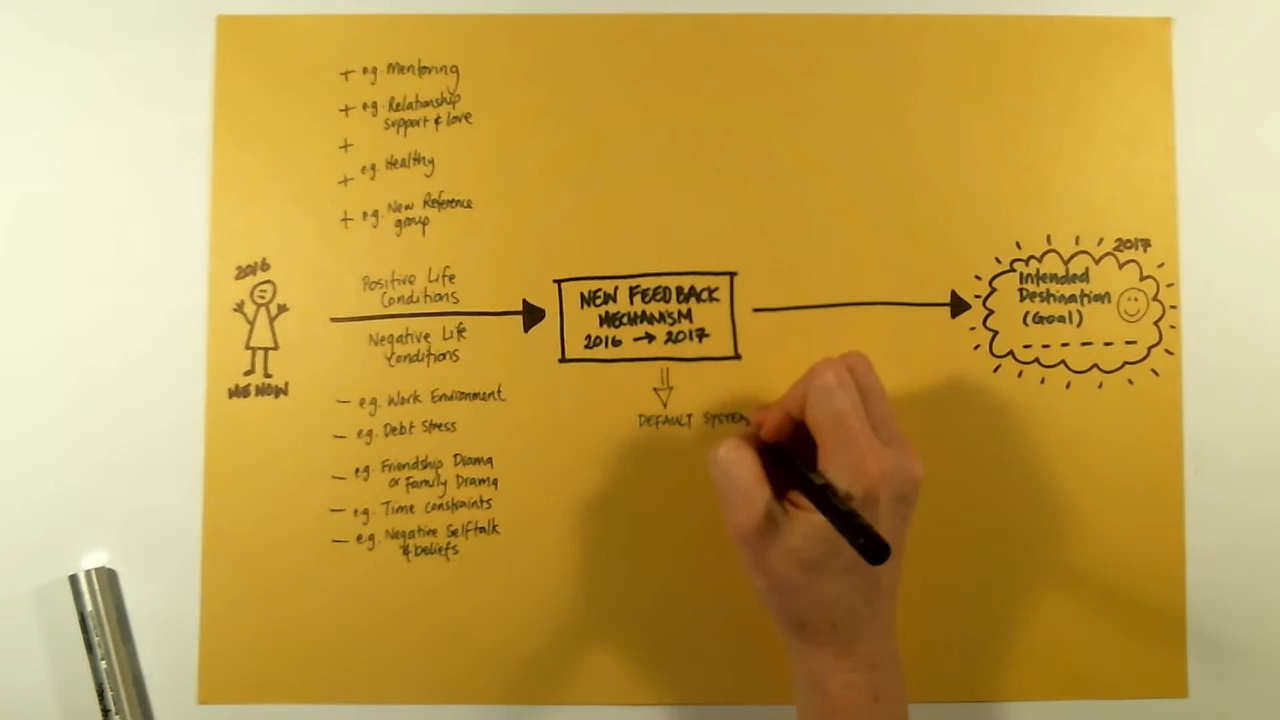 + e.g. Mentoring
+ e.g. Relationship
support & love
+
+ e.g. Healthy
+ e.g. New Reference
group
2016
ME NOW
Positive Life
Conditions
Negative Life
Conditions
- e.g. Work Environment
- e.g. Debt Stress
- e.g. Friendship Drama
or Family Drama
- e.g. Time constraints
- e.g. Negative Selftalk
& beliefs
NEW FEEDBACK
MECHANISM
2016 → 2017
DEFAULT SYSTEM
2017
Intended
Destination
(Goal)